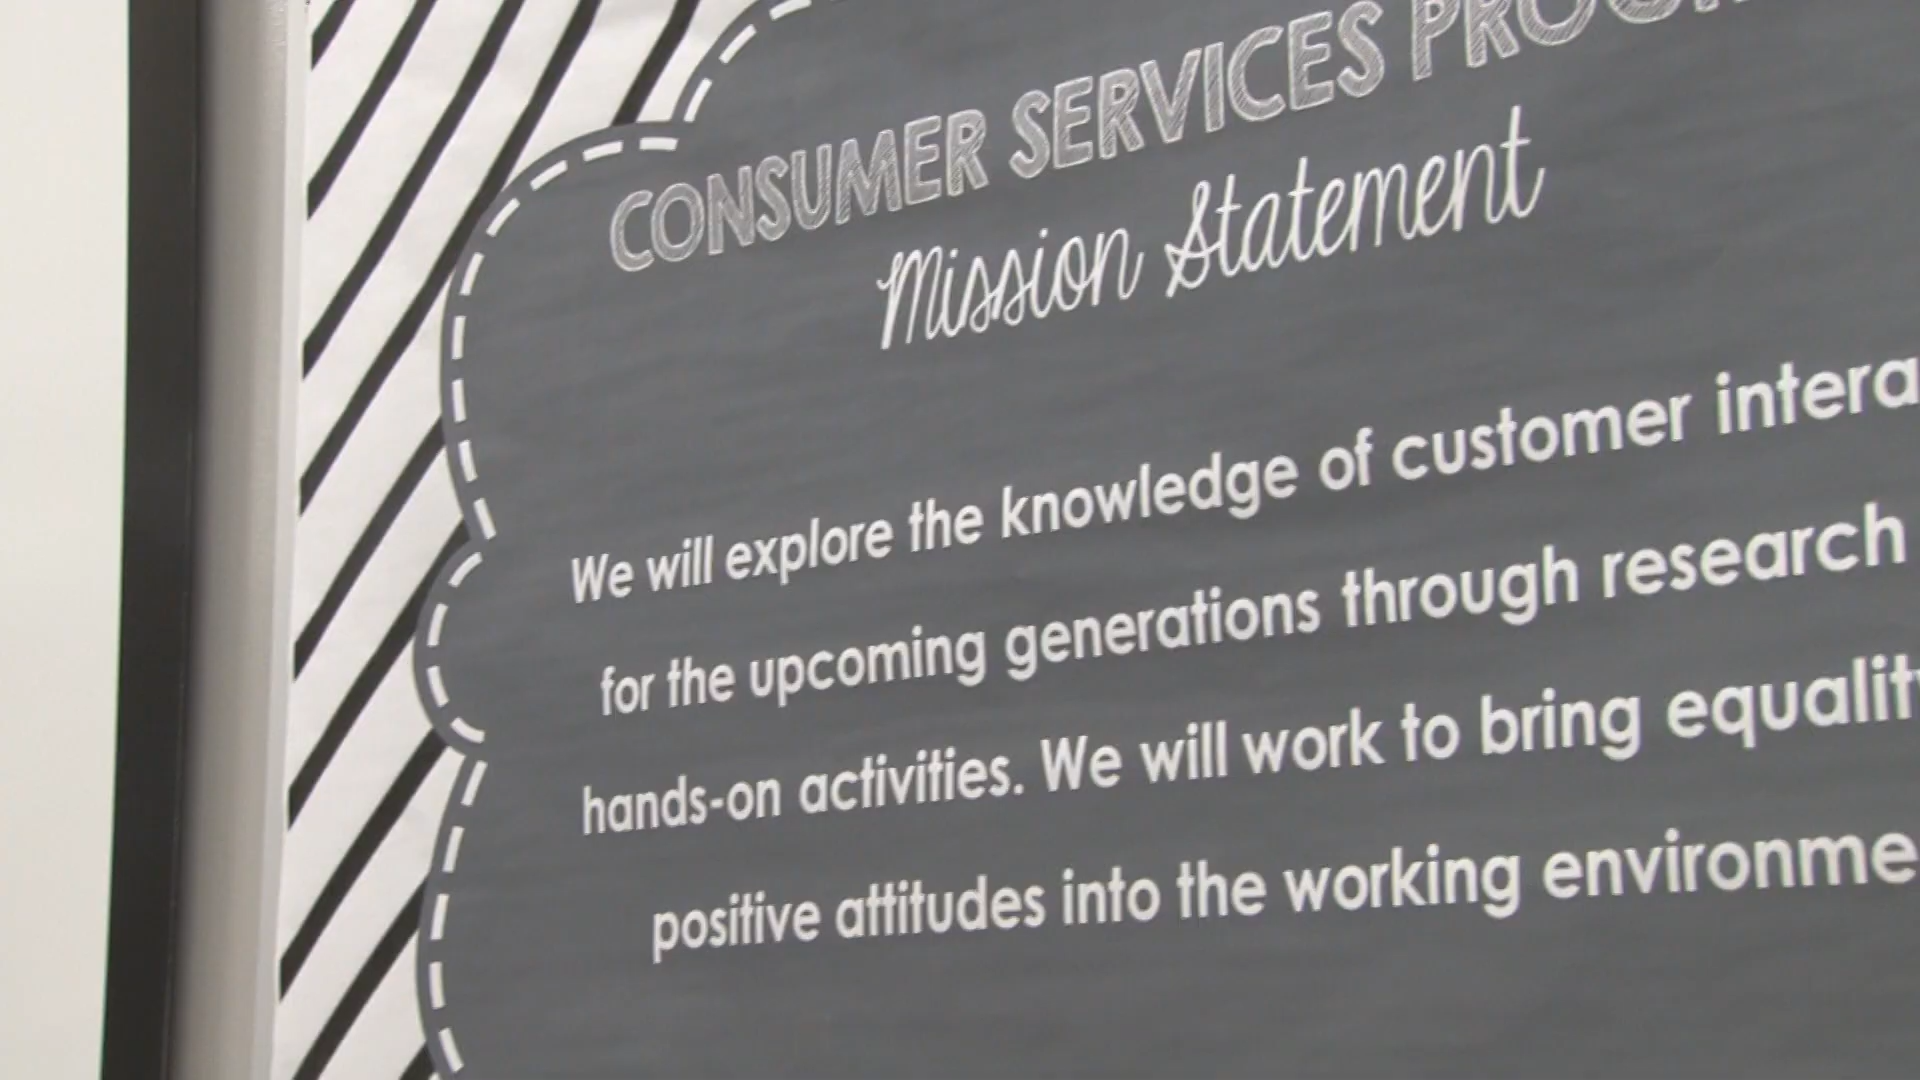 CONSUMER SERVICES
Mission Statement
We will explore the knowledge of customer
for the upcoming generations through research
hands-on activities. We will work to bring
positive attitudes into the working